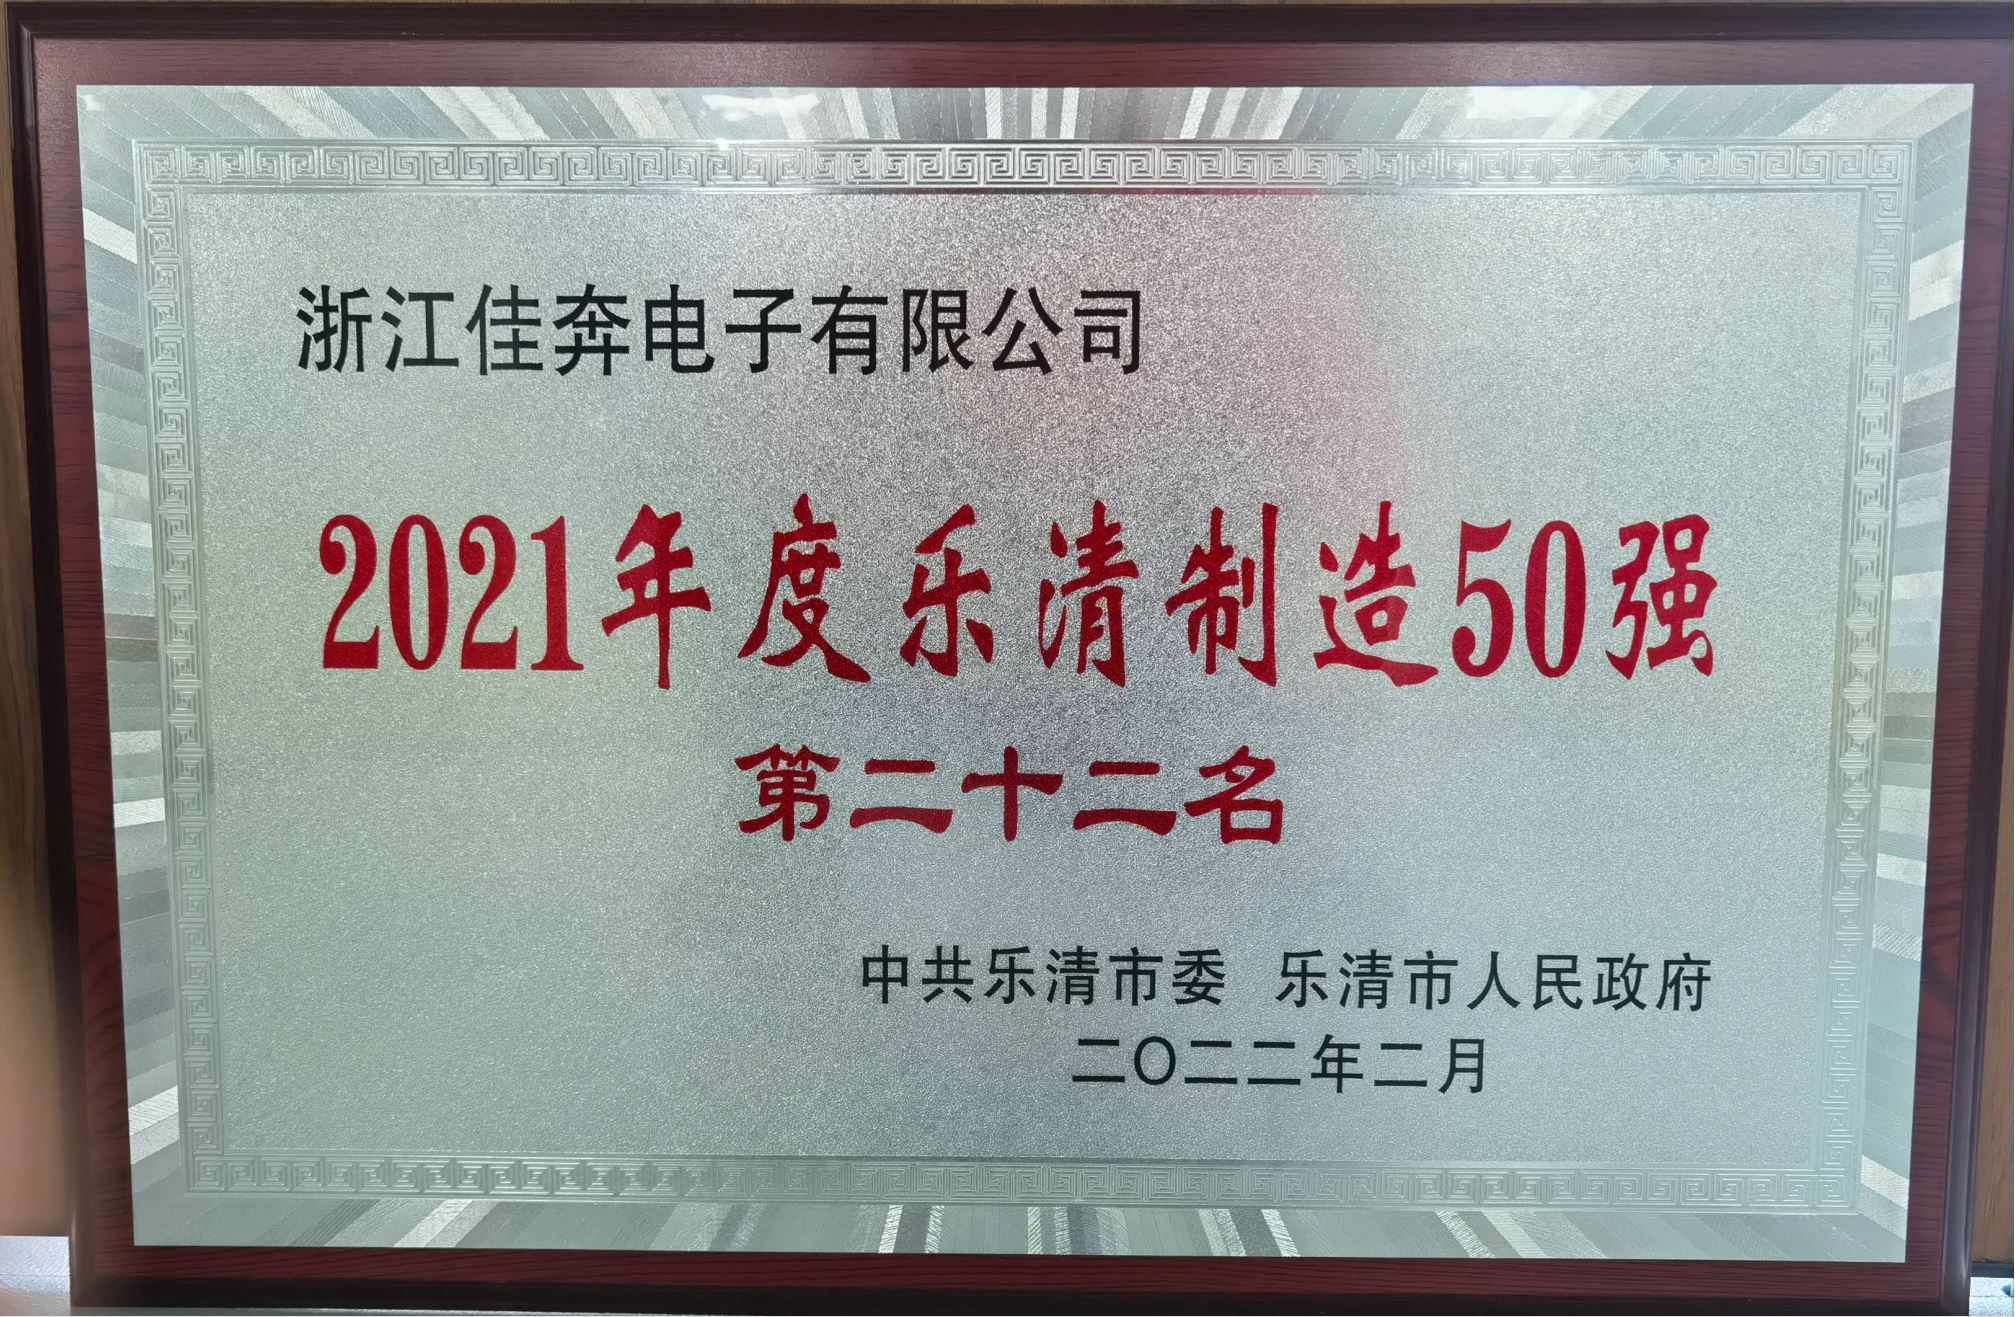 浙江佳奔电子有限公司
2021年度乐清制造50强
第二十二名
中共乐清市委 乐清市人民政府
二〇二二年二月